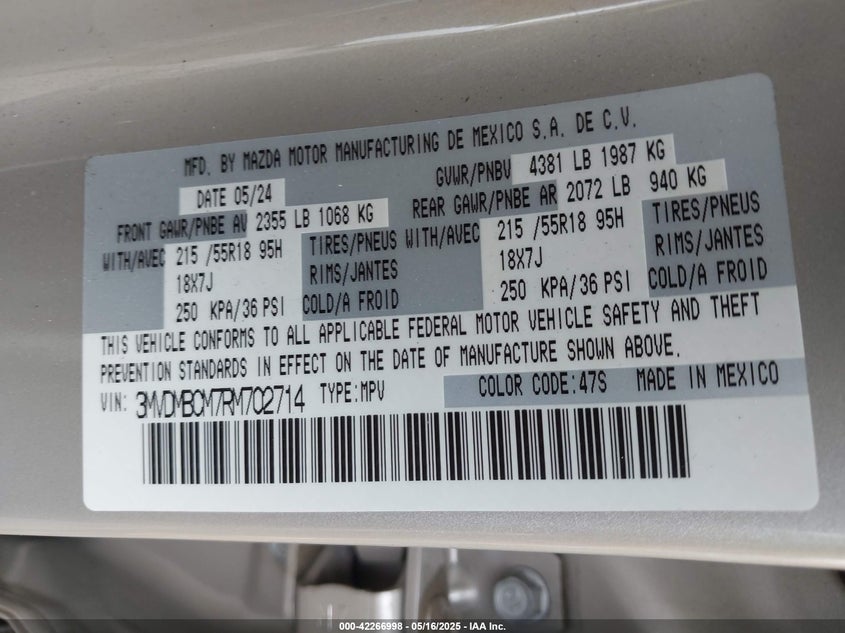 MFD. BY MAZDA MOTOR MANUFACTURING DE MEXICO S.A. DE C.V.
DATE 05/24 GVWR/PNBV 4381 LB 1987 KG
FRONT GAWR/PNBE AV 2355 LB 1068 KG REAR GAWR/PNBE AR 2072 LB 940 KG
WITH/AVEC 215 /55R18 95H TIRES/PNEUS WITH/AVEC 215 /55R18 95H TIRES/PNEUS
18X7J RIMS/JANTES 18X7J RIMS/JANTES
250 KPA/36 PSI COLD/A FROID 250 KPA/36 PSI COLD/A FROID
THIS VEHICLE CONFORMS TO ALL APPLICABLE FEDERAL MOTOR VEHICLE SAFETY AND THEFT
PREVENTION STANDARDS IN EFFECT ON THE DATE OF MANUFACTURE SHOWN ABOVE.
VIN: 3MVDMBCM7RM702714 TYPE:MPV COLOR CODE:47S MADE IN MEXICO
000-42266998 - 05/16/2025 - IAA Inc.